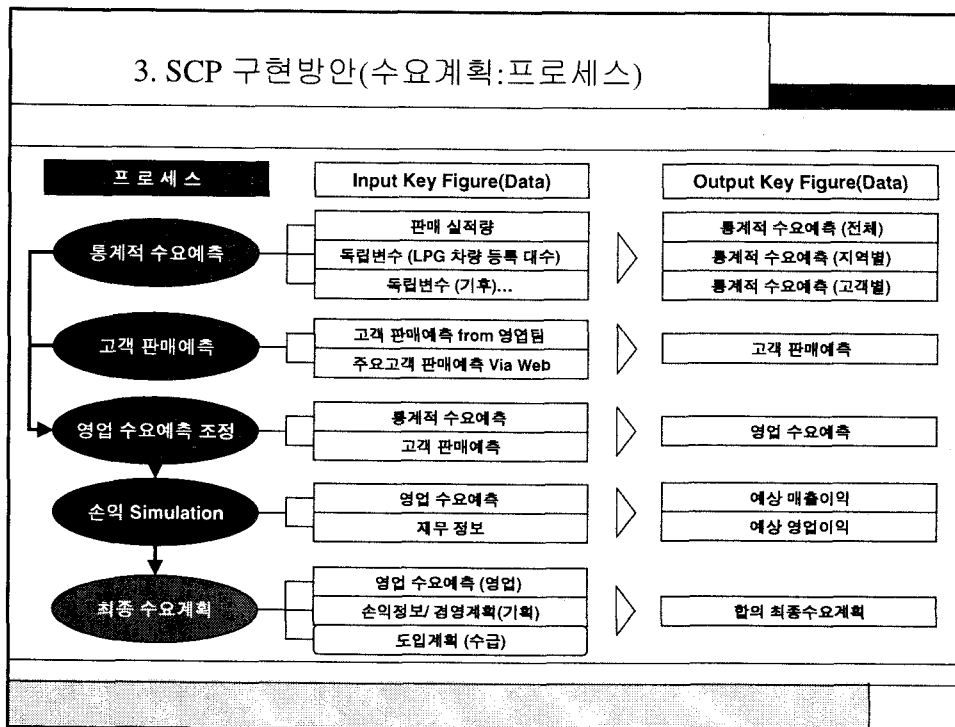 3. SCP 구현방안(수요계획:프로세스)
프로세스
Input Key Figure(Data)
Output Key Figure(Data)
통계적 수요예측
판매 실적량
독립변수 (LPG 차량 등록 대수)
독립변수 (기후)...
통계적 수요예측 (전체)
통계적 수요예측 (지역별)
통계적 수요예측 (고객별)
고객 판매예측
고객 판매예측 from 영업팀
주요고객 판매예측 Via Web
고객 판매예측
영업 수요예측 조정
통계적 수요예측
고객 판매예측
영업 수요예측
손익 Simulation
영업 수요예측
재무 정보
예상 매출이익
예상 영업이익
최종 수요계획
영업 수요예측 (영업)
손익정보/ 경영계획(기획)
도입계획 (수급)
합의 최종수요계획